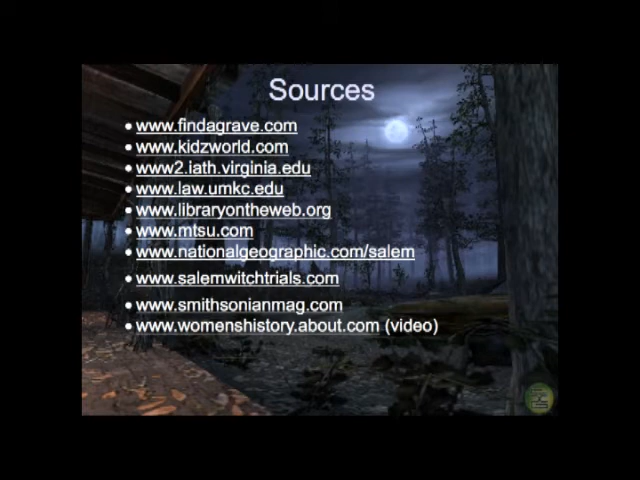 Sources
• www.findagrave.com
• www.kidzworld.com
• www2.iath.virginia.edu
• www.law.umkc.edu
• www.libraryontheweb.org
• www.mtsu.com
• www.nationalgeographic.com/salem
• www.salemwitchtrials.com
• www.smithsonianmag.com
• www.womenshistory.about.com (video)